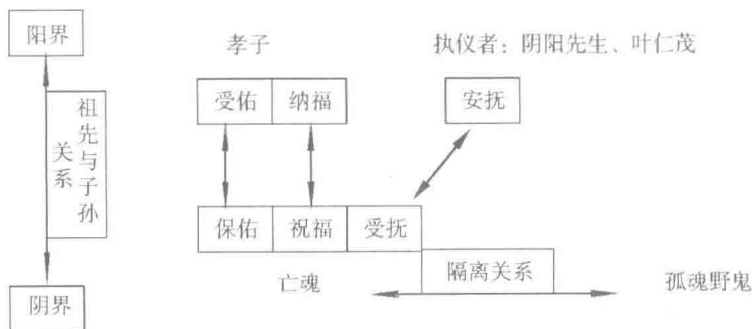 阳界
孝子
执仪者：阴阳先生、叶仁茂
受佑 纳福
安抚
祖先与子孙
关系
保佑 祝福 受抚
隔离关系
亡魂
孤魂野鬼
阴界